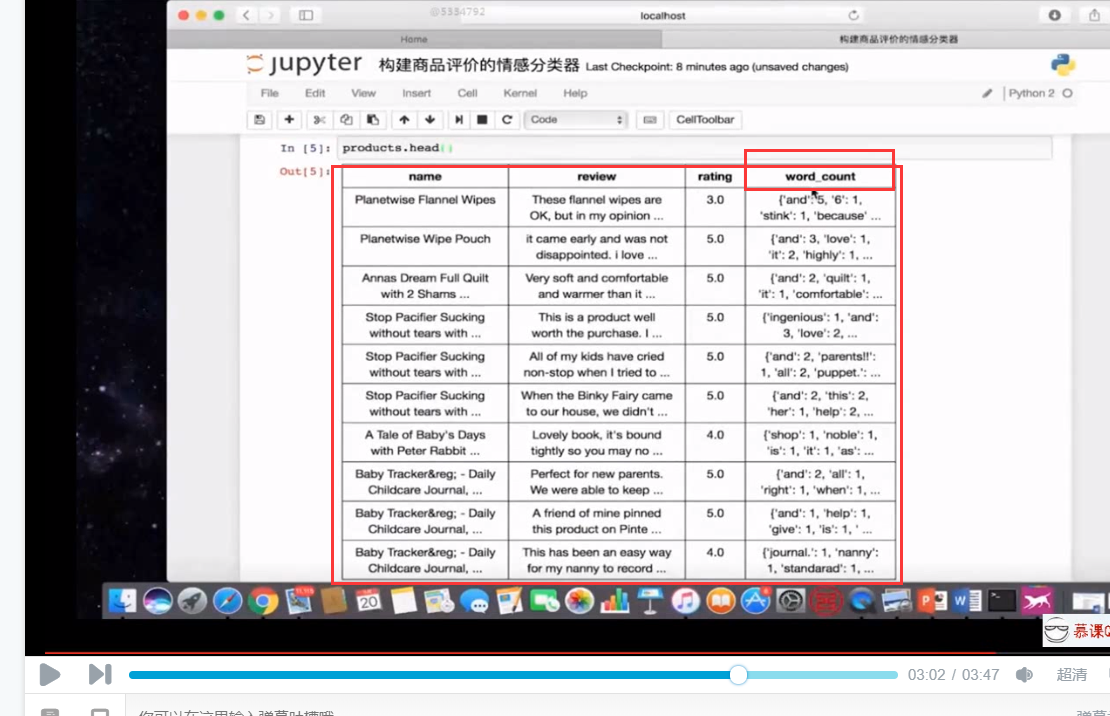 @5334792
localhost
Home
构建商品评价的情感分类器
jupyter 构建商品评价的情感分类器 Last Checkpoint: 8 minutes ago (unsaved changes)
File Edit View Insert Cell Kernel Help
Python 2
Code
CellToolbar
In [5]: products.head()
Out[5]:
name review rating word_count
Planetwise Flannel Wipes These flannel wipes are 3.0 {'and': 5, '6': 1,
OK, but in my opinion ... 'stink': 1, 'because' ...
Planetwise Wipe Pouch it came early and was not 5.0 {'and': 3, 'love': 1,
disappointed. i love ... 'it': 2, 'highly': 1, ...
Annas Dream Full Quilt Very soft and comfortable 5.0 {'and': 2, 'quilt': 1,
with 2 Shams ... and warmer than it ... 'it': 1, 'comfortable': ...
Stop Pacifier Sucking This is a product well 5.0 {'ingenious': 1, 'and':
without tears with ... worth the purchase. I ... 3, 'love': 2, ...
Stop Pacifier Sucking All of my kids have cried 5.0 {'and': 2, 'parents!!':
without tears with ... non-stop when I tried to ... 1, 'all': 2, 'puppet.': ...
Stop Pacifier Sucking When the Binky Fairy came 5.0 {'and': 2, 'this': 2,
without tears with ... to our house, we didn't ... 'her': 1, 'help': 2, ...
A Tale of Baby's Days Lovely book, it's bound 4.0 {'shop': 1, 'noble': 1,
with Peter Rabbit ... tightly so you may no ... 'is': 1, 'it': 1, 'as': ...
Baby Tracker&reg; - Daily Perfect for new parents. 5.0 {'and': 2, 'all': 1,
Childcare Journal, ... We were able to keep ... 'right': 1, 'when': 1, ...
Baby Tracker&reg; - Daily A friend of mine pinned 5.0 {'and': 1, 'help': 1,
Childcare Journal, ... this product on Pinte ... 'give': 1, 'is': 1, ' ...
Baby Tracker&reg; - Daily This has been an easy way 4.0 {'journal.': 1, 'nanny':
Childcare Journal, ... for my nanny to record ... 1, 'standarad': 1, ...
20
慕课
03:02 / 03:47
超清
你可以在这里输入弹幕吐槽哦
弹幕